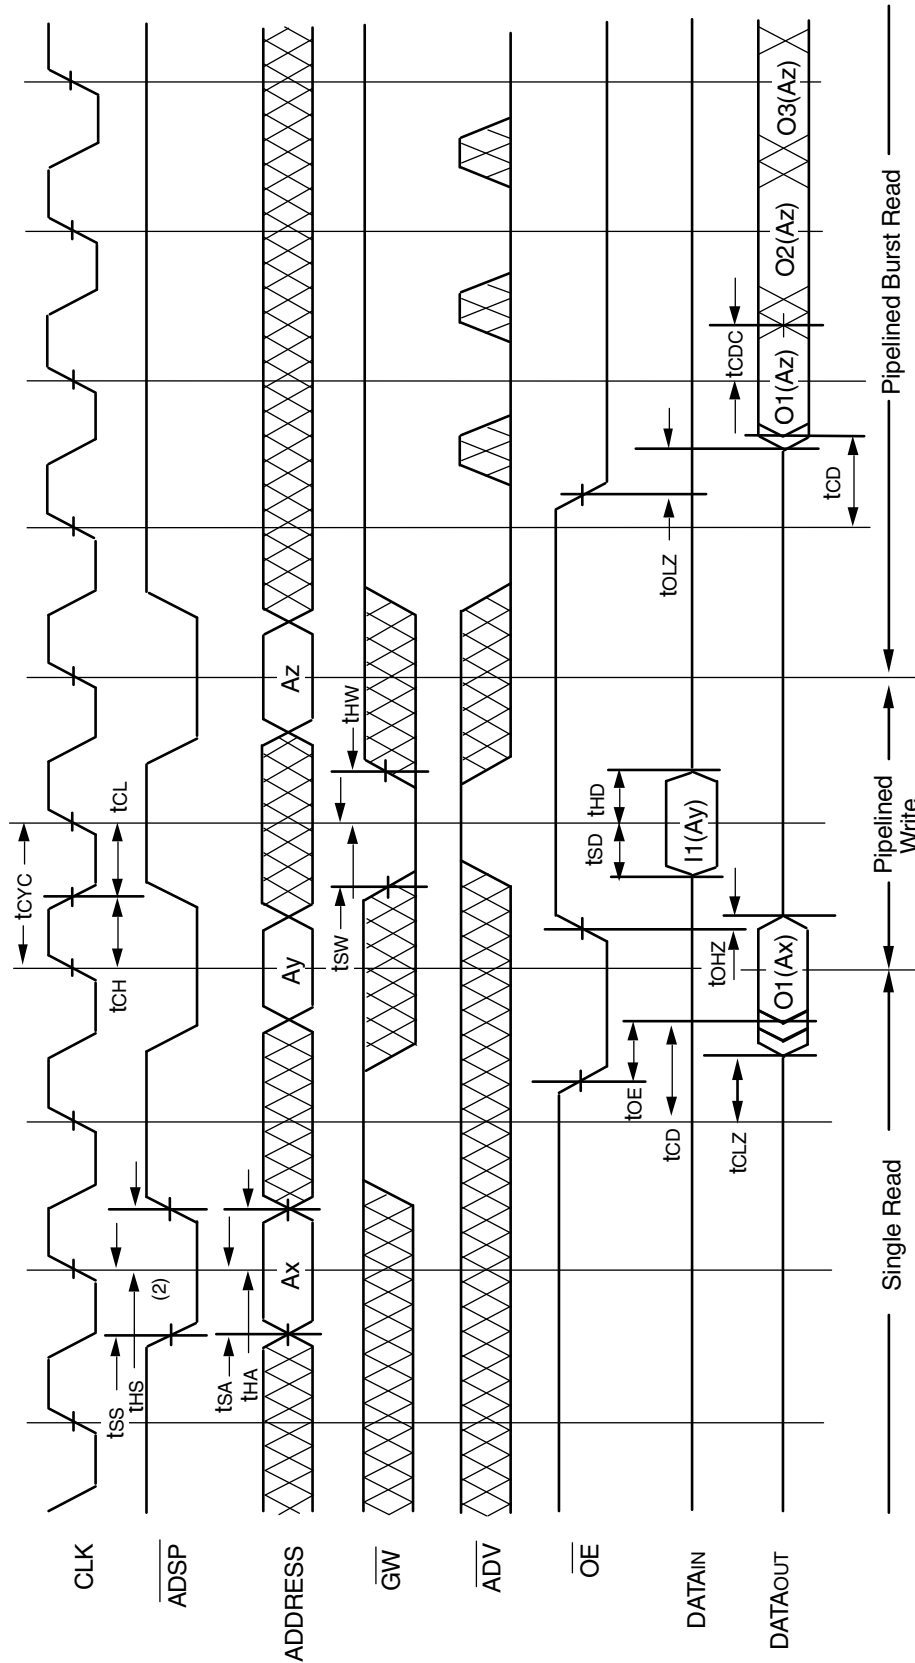 tCYC
CLK
tCH
tCL
tSS
tHS
ADSP
(2)
tSA
tHA
ADDRESS
Ax
Ay
Az
tSW
tHW
GW
ADV
OE
tOE
tOHZ
tOLZ
tSD
tHD
DATAIN
I1(Ay)
tCD
tCLZ
tCDC
tCD
DATAOUT
O1(Ax)
O1(Az)
O2(Az)
O3(Az)
Single Read
Pipelined
Write
Pipelined Burst Read